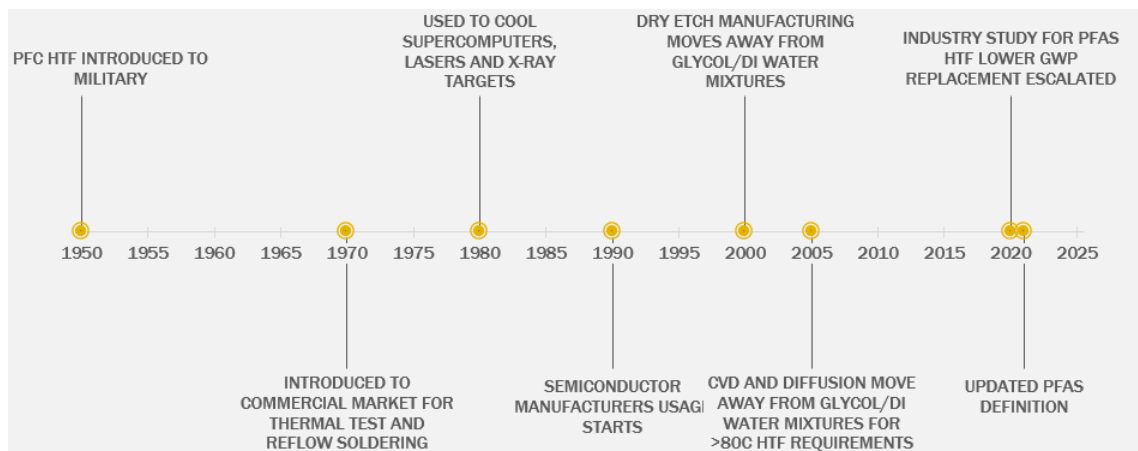 PFC HTF INTRODUCED TO
MILITARY
USED TO COOL
SUPERCOMPUTERS,
LASERS AND X-RAY
TARGETS
DRY ETCH MANUFACTURING
MOVES AWAY FROM
GLYCOL/DI WATER
MIXTURES
INDUSTRY STUDY FOR PFAS
HTF LOWER GWP
REPLACEMENT ESCALATED
1950 1955 1960 1965 1970 1975 1980 1985 1990 1995 2000 2005 2010 2015 2020 2025
INTRODUCED TO
COMMERCIAL MARKET FOR
THERMAL TEST AND
REFLOW SOLDERING
SEMICONDUCTOR
MANUFACTURERS USAGE
STARTS
CVD AND DIFFUSION MOVE
AWAY FROM GLYCOL/DI
WATER MIXTURES FOR
>80C HTF REQUIREMENTS
UPDATED PFAS
DEFINITION